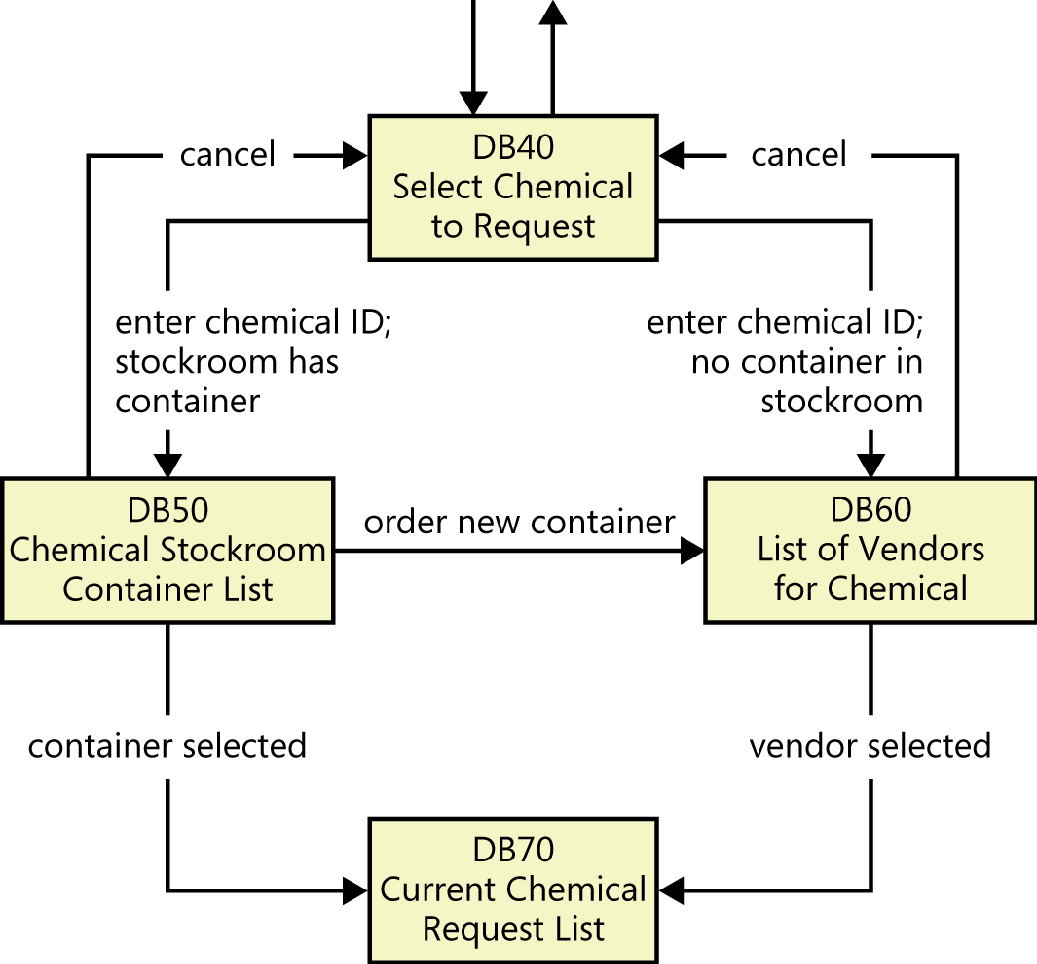 DB40
Select Chemical
to Request
cancel
cancel
enter chemical ID;
stockroom has
container
enter chemical ID;
no container in
stockroom
DB50
Chemical Stockroom
Container List
order new container
DB60
List of Vendors
for Chemical
container selected
vendor selected
DB70
Current Chemical
Request List